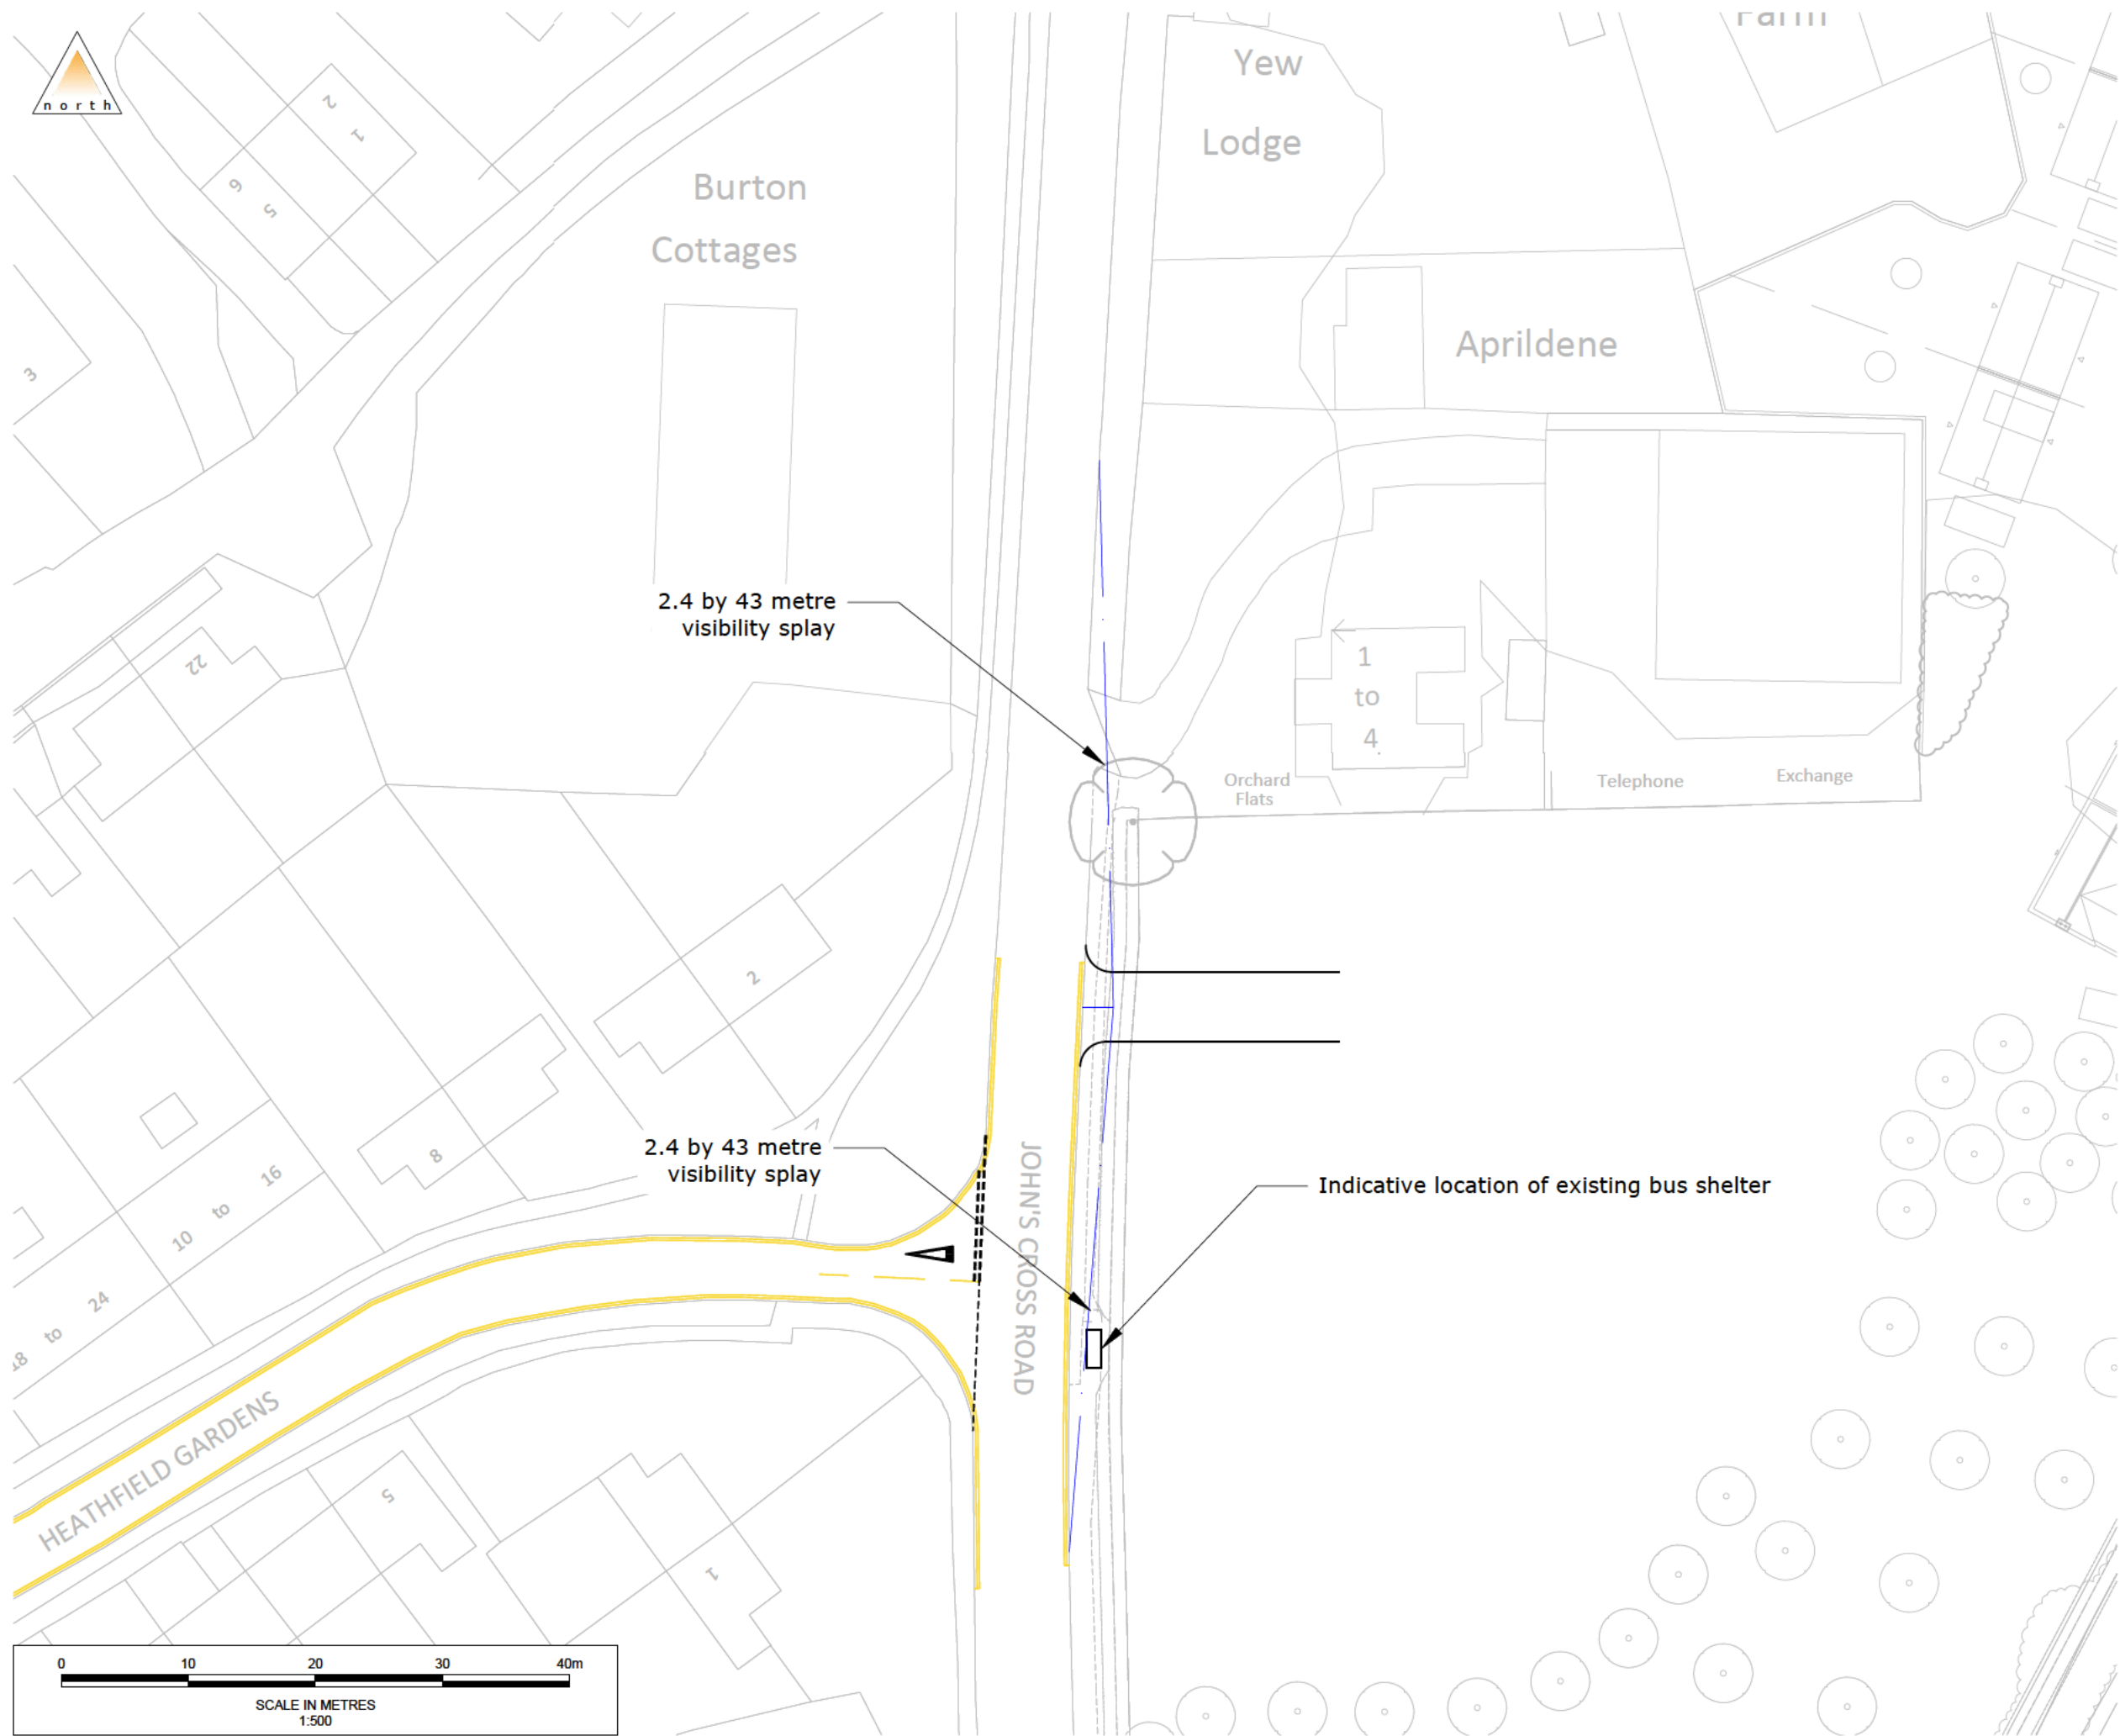 north
Yew
Lodge
Farm
2
1
6
5
Burton
Cottages
3
Aprildene
2.4 by 43 metre
visibility splay
22
1
to
4
Orchard
Flats
Telephone
Exchange
2
8
2.4 by 43 metre
visibility splay
JOHN'S CROSS ROAD
Indicative location of existing bus shelter
10 to 16
18 to 24
HEATHFIELD GARDENS
5
1
0 10 20 30 40m
SCALE IN METRES
1:500